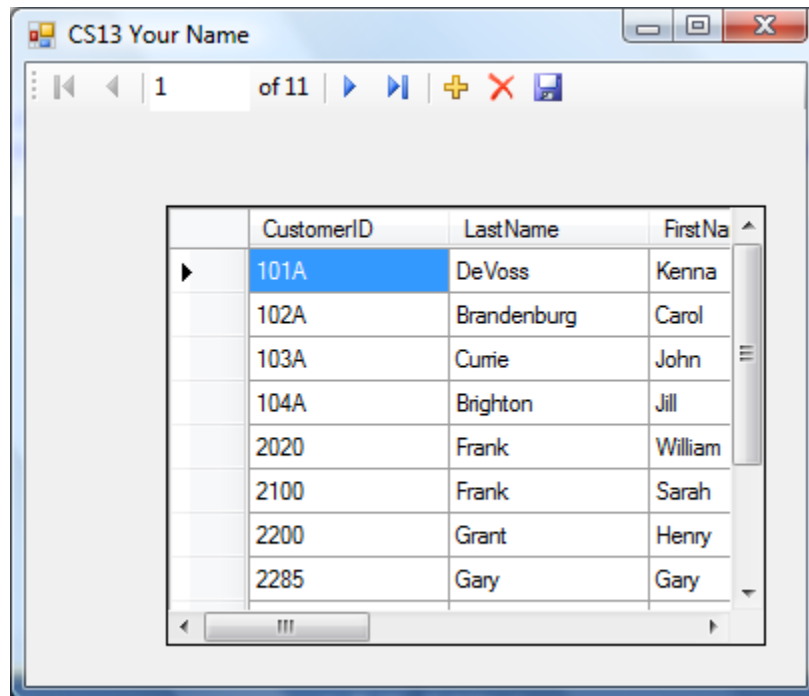 CS13 Your Name
1 of 11
CustomerID LastName FirstNa
101A DeVoss Kenna
102A Brandenburg Carol
103A Currie John
104A Brighton Jill
2020 Frank William
2100 Frank Sarah
2200 Grant Henry
2285 Gary Gary